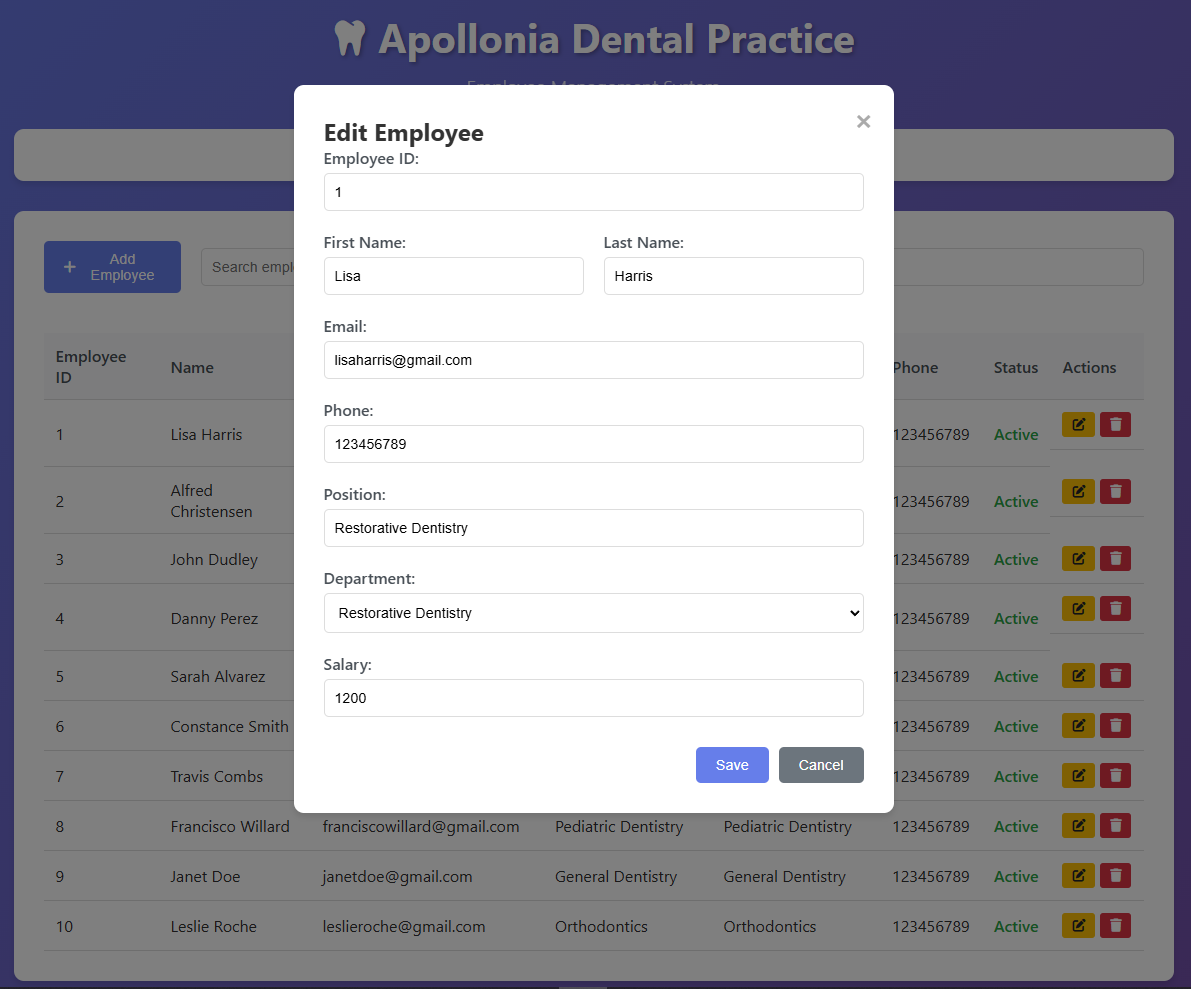 Apollonia Dental Practice
Edit Employee
Employee ID:
1
First Name: Last Name:
Lisa Harris
Email:
lisaharris@gmail.com
Phone:
123456789
Position:
Restorative Dentistry
Department:
Restorative Dentistry
Salary:
1200
Save Cancel
Add
Employee
Search empl
Employee
ID
Name Phone Status Actions
1 Lisa Harris 123456789 Active
2 Alfred
Christensen 123456789 Active
3 John Dudley 123456789 Active
4 Danny Perez 123456789 Active
5 Sarah Alvarez 123456789 Active
6 Constance Smith 123456789 Active
7 Travis Combs 123456789 Active
8 Francisco Willard franciscowillard@gmail.com Pediatric Dentistry Pediatric Dentistry 123456789 Active
9 Janet Doe janetdoe@gmail.com General Dentistry General Dentistry 123456789 Active
10 Leslie Roche leslieroche@gmail.com Orthodontics Orthodontics 123456789 Active